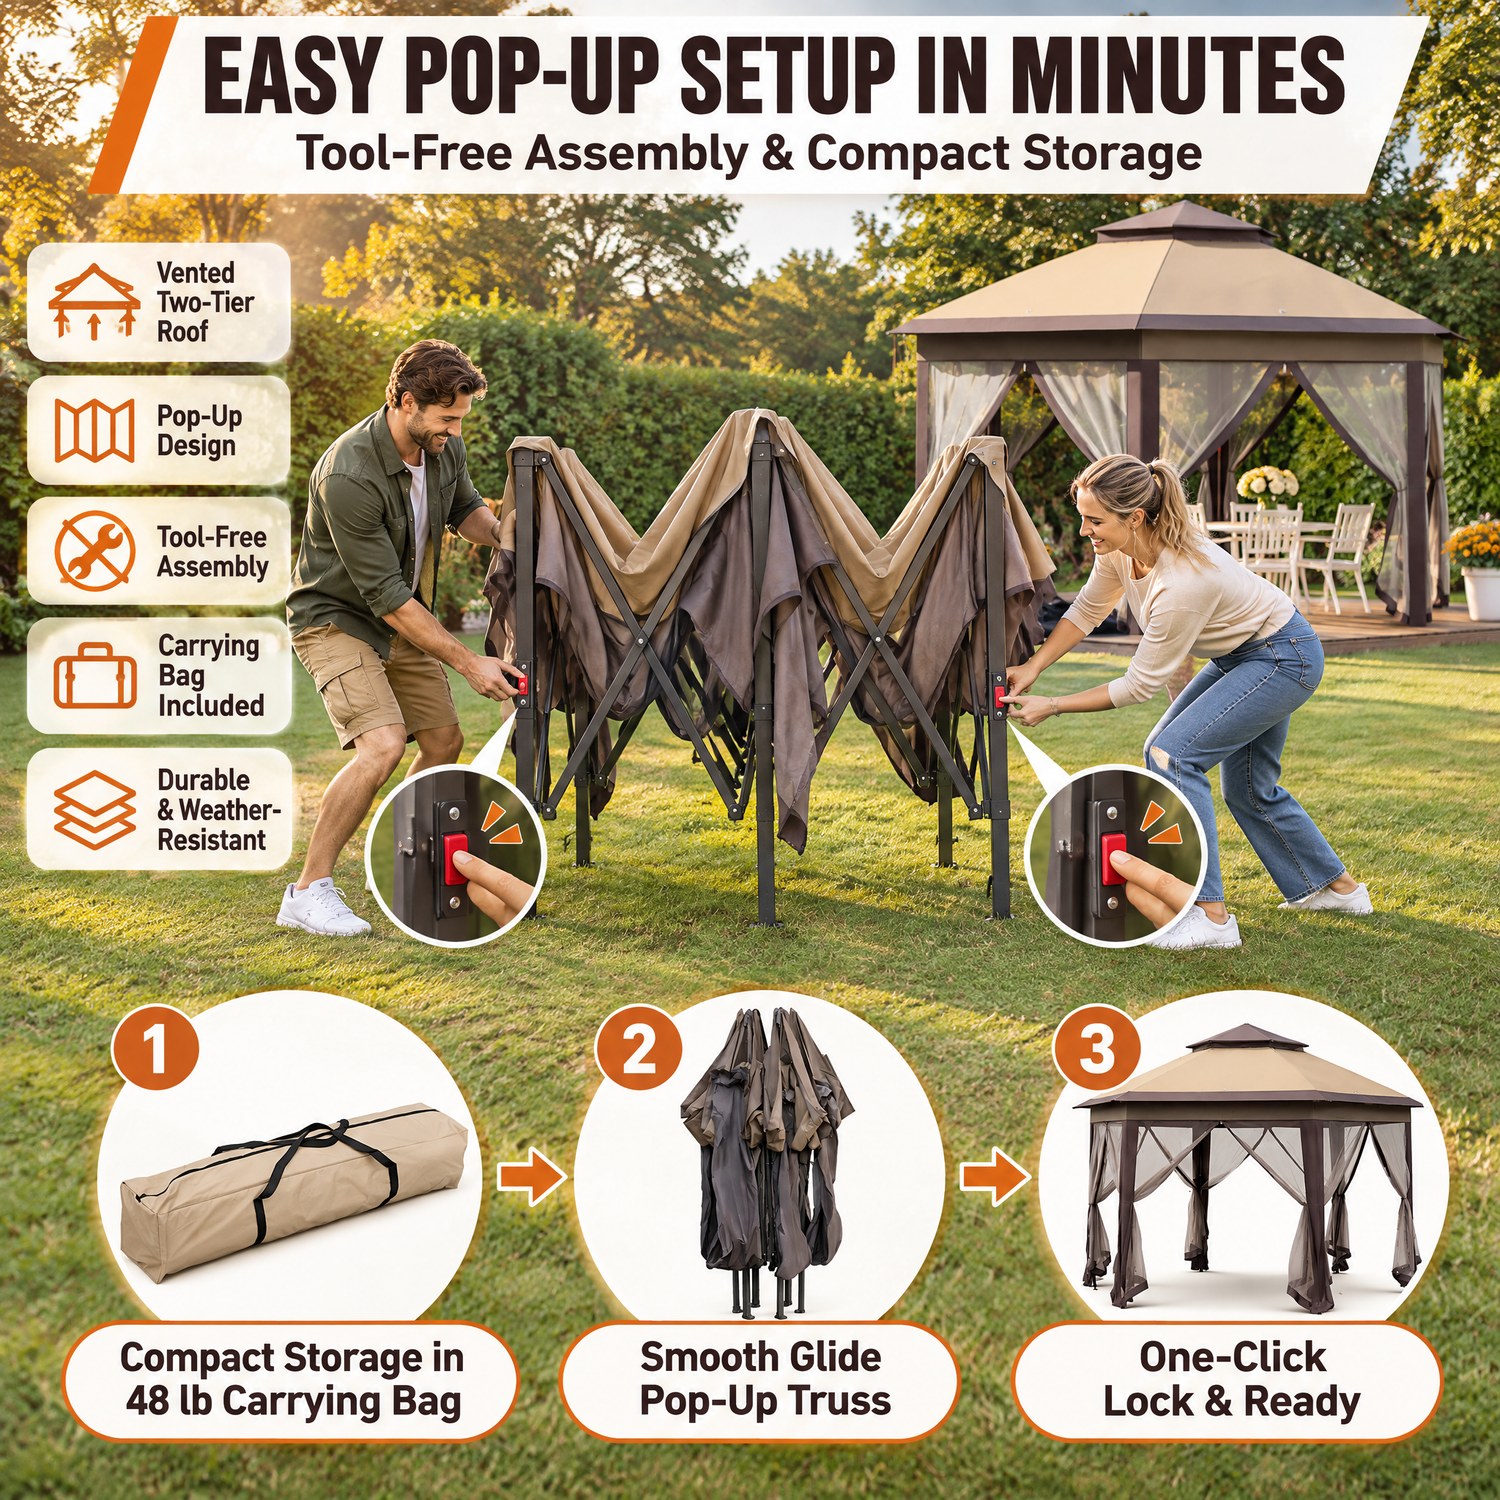 EASY POP-UP SETUP IN MINUTES
Tool-Free Assembly & Compact Storage
Vented
Two-Tier
Roof
Pop-Up
Design
Tool-Free
Assembly
Carrying
Bag
Included
Durable
& Weather-
Resistant
1
Compact Storage in
48 lb Carrying Bag
2
Smooth Glide
Pop-Up Truss
3
One-Click
Lock & Ready